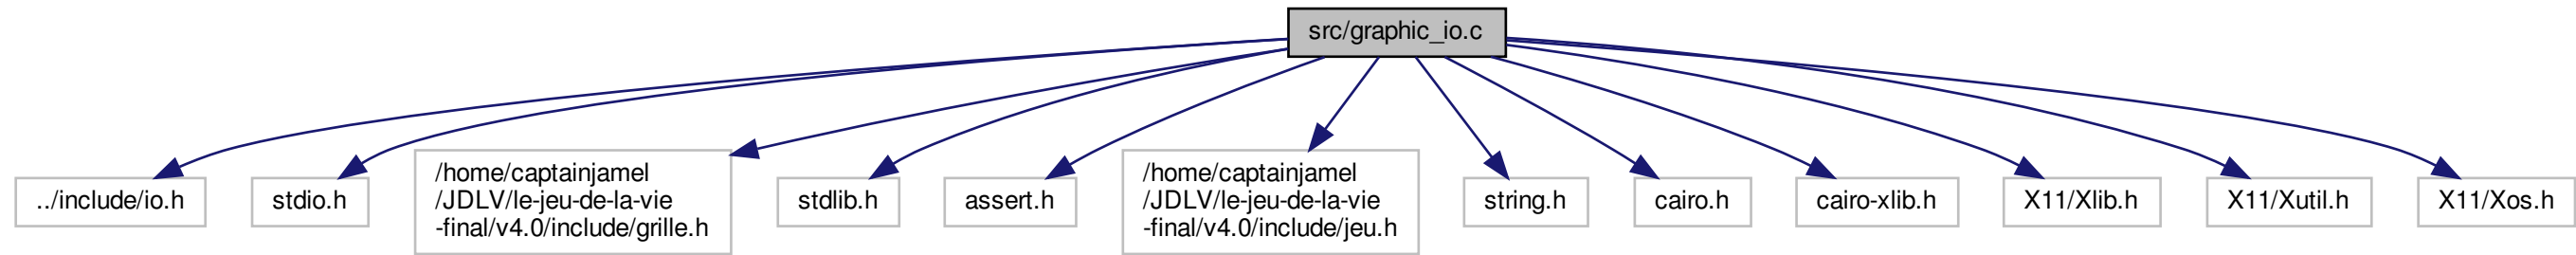 src/graphic_io.c
../include/io.h
stdio.h
/home/captainjamel
/JDLV/le-jeu-de-la-vie
-final/v4.0/include/grille.h
stdlib.h
assert.h
/home/captainjamel
/JDLV/le-jeu-de-la-vie
-final/v4.0/include/jeu.h
string.h
cairo.h
cairo-xlib.h
X11/Xlib.h
X11/Xutil.h
X11/Xos.h